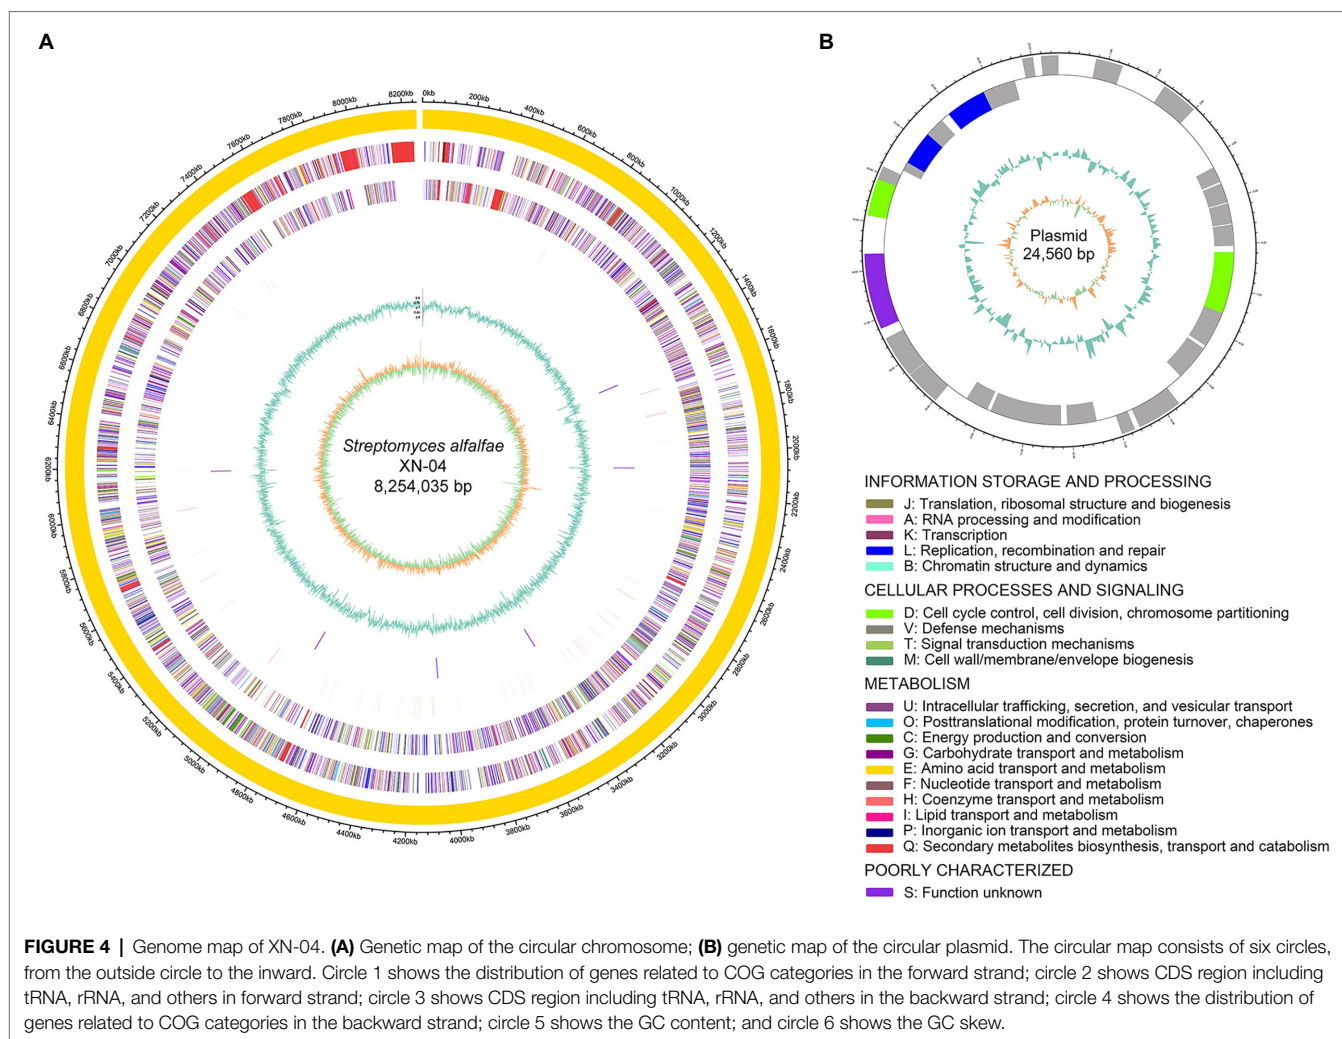 A
B
0kb
200kb
400kb
600kb
800kb
1000kb
1200kb
1400kb
1600kb
1800kb
2000kb
2200kb
2400kb
2600kb
2800kb
3000kb
3200kb
3400kb
3600kb
3800kb
4000kb
4200kb
4400kb
4600kb
4800kb
5000kb
5200kb
5400kb
5600kb
5800kb
6000kb
6200kb
6400kb
6600kb
6800kb
7000kb
7200kb
7400kb
7600kb
7800kb
8000kb
8200kb
Streptomyces alfalfae
XN-04
8,254,035 bp
Plasmid
24,560 bp
INFORMATION STORAGE AND PROCESSING
J: Translation, ribosomal structure and biogenesis
A: RNA processing and modification
K: Transcription
L: Replication, recombination and repair
B: Chromatin structure and dynamics
CELLULAR PROCESSES AND SIGNALING
D: Cell cycle control, cell division, chromosome partitioning
V: Defense mechanisms
T: Signal transduction mechanisms
M: Cell wall/membrane/envelope biogenesis
METABOLISM
U: Intracellular trafficking, secretion, and vesicular transport
O: Posttranslational modification, protein turnover, chaperones
C: Energy production and conversion
G: Carbohydrate transport and metabolism
E: Amino acid transport and metabolism
F: Nucleotide transport and metabolism
H: Coenzyme transport and metabolism
I: Lipid transport and metabolism
P: Inorganic ion transport and metabolism
Q: Secondary metabolites biosynthesis, transport and catabolism
POORLY CHARACTERIZED
S: Function unknown
FIGURE 4 | Genome map of XN-04. (A) Genetic map of the circular chromosome; (B) genetic map of the circular plasmid. The circular map consists of six circles,
from the outside circle to the inward. Circle 1 shows the distribution of genes related to COG categories in the forward strand; circle 2 shows CDS region including
tRNA, rRNA, and others in forward strand; circle 3 shows CDS region including tRNA, rRNA, and others in the backward strand; circle 4 shows the distribution of
genes related to COG categories in the backward strand; circle 5 shows the GC content; and circle 6 shows the GC skew.